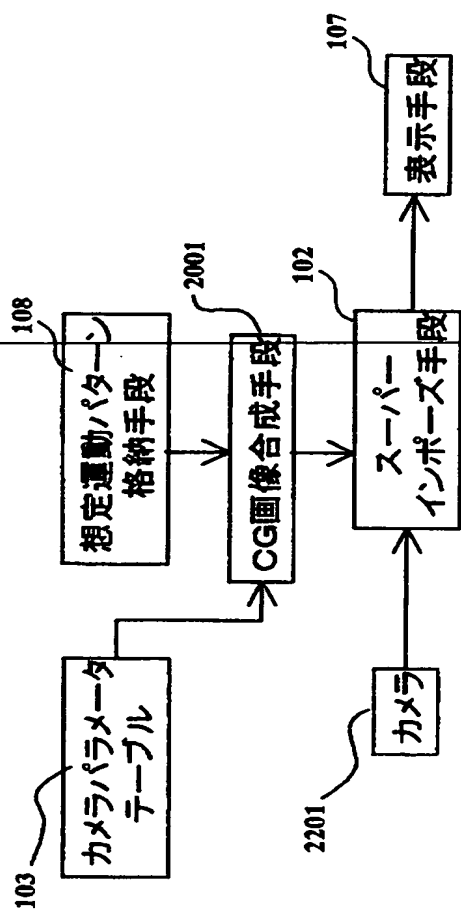 108
想定運動パターン
格納手段
103
カメラパラメータ
テーブル
2001
CG画像合成手段
102
スーパー
インポーズ手段
107
表示手段
2201
カメラ